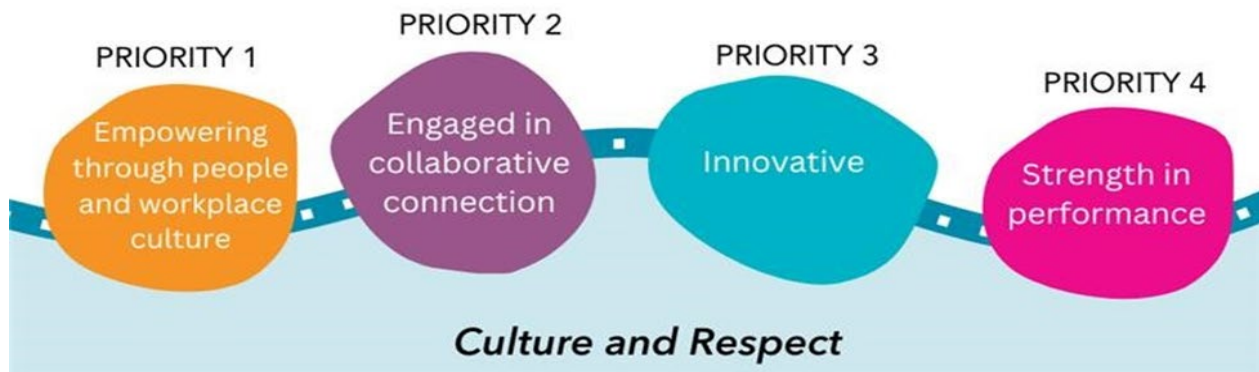 PRIORITY 1
Empowering
through people
and workplace
culture
PRIORITY 2
Engaged in
collaborative
connection
PRIORITY 3
Innovative
PRIORITY 4
Strength in
performance
Culture and Respect